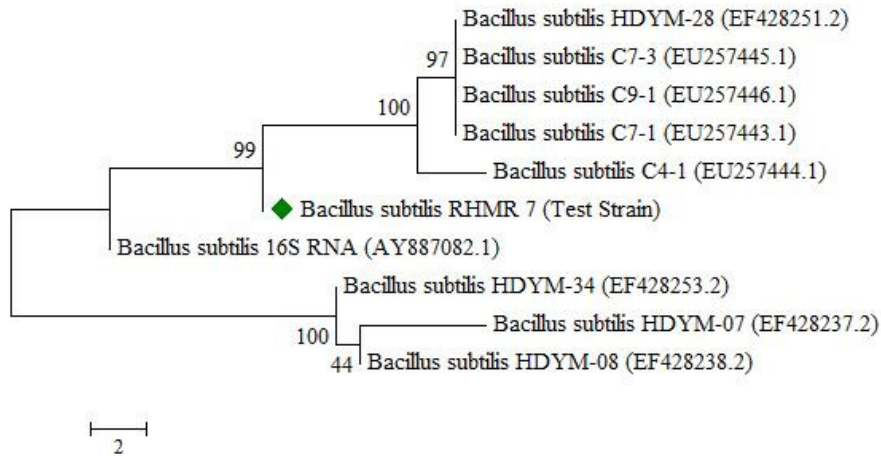 Bacillus subtilis HDYM-28 (EF428251.2)
97
Bacillus subtilis C7-3 (EU257445.1)
Bacillus subtilis C9-1 (EU257446.1)
100
Bacillus subtilis C7-1 (EU257443.1)
99
Bacillus subtilis C4-1 (EU257444.1)
Bacillus subtilis RHMR 7 (Test Strain)
Bacillus subtilis 16S RNA (AY887082.1)
Bacillus subtilis HDYM-34 (EF428253.2)
100
Bacillus subtilis HDYM-07 (EF428237.2)
44
Bacillus subtilis HDYM-08 (EF428238.2)
2